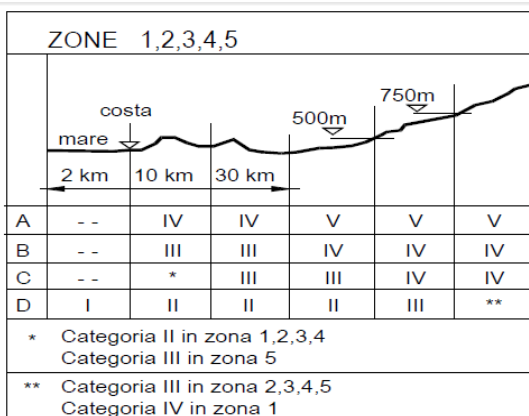 ZONE 1,2,3,4,5
750m
500m
costa
mare
2 km 10 km 30 km
A -- IV IV V V V
B -- III III IV IV IV
C -- * III III IV IV
D I II II II III **
* Categoria II in zona 1,2,3,4
Categoria III in zona 5
** Categoria III in zona 2,3,4,5
Categoria IV in zona 1